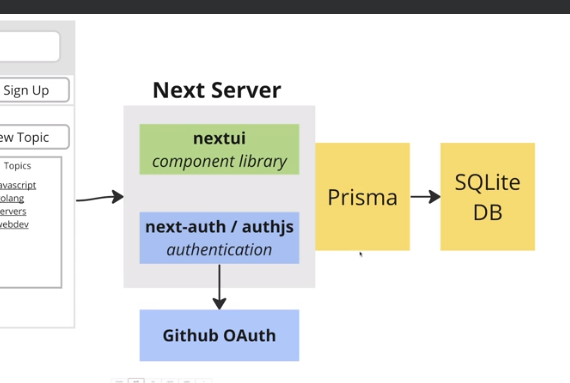 Sign Up
ew Topic
Topics
avascript
olang
ervers
webdev
Next Server
nextui
component library
next-auth / authjs
authentication
Github OAuth
Prisma
SQLite
DB